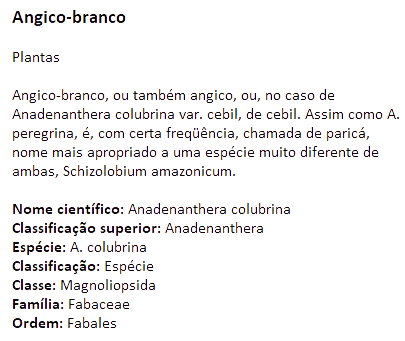 Angico-branco
Plantas
Angico-branco, ou também angico, ou, no caso de
Anadenanthera colubrina var. cebil, de cebil. Assim como A.
peregrina, é, com certa freqüência, chamada de paricá,
nome mais apropriado a uma espécie muito diferente de
ambas, Schizolobium amazonicum.
Nome científico: Anadenanthera colubrina
Classificação superior: Anadenanthera
Espécie: A. colubrina
Classificação: Espécie
Classe: Magnoliopsida
Família: Fabaceae
Ordem: Fabales